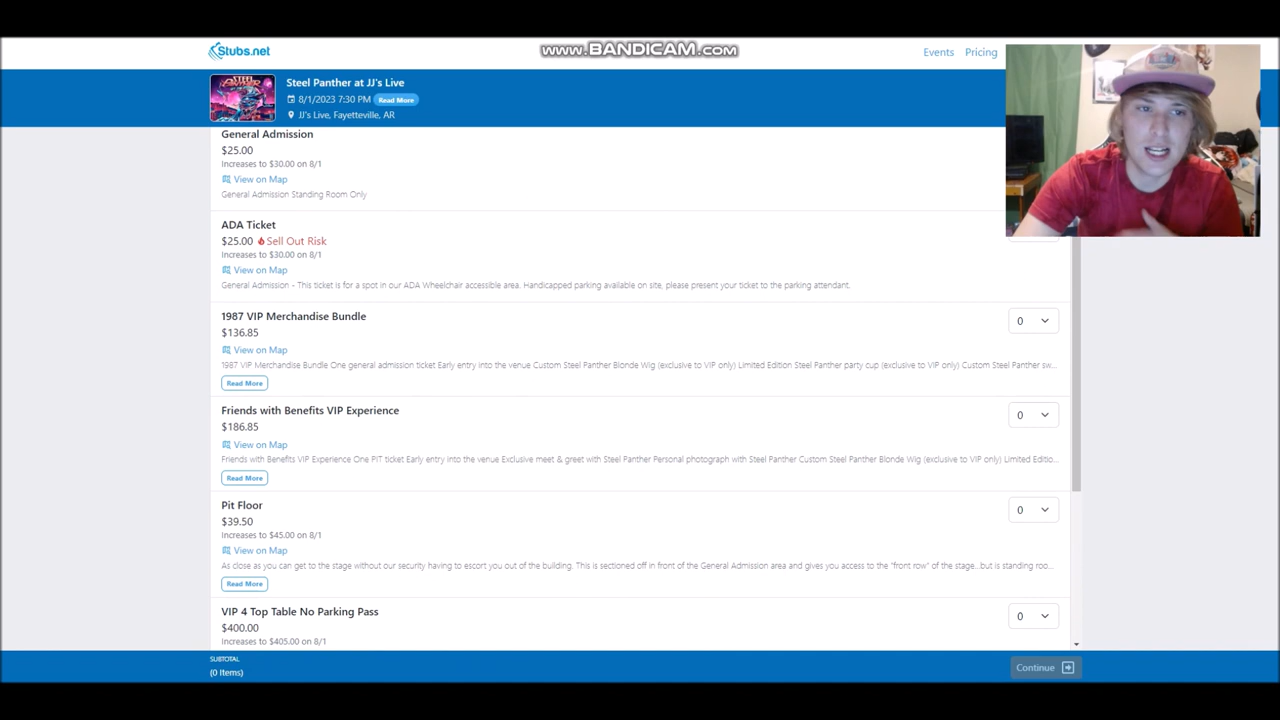 www.BANDICAM.com
Stubs.net
Events
Pricing
STEEL PANTHER
Steel Panther at JJ's Live
8/1/2023 7:30 PM Read More
JJ's Live, Fayetteville, AR
General Admission
$25.00
Increases to $30.00 on 8/1
View on Map
General Admission Standing Room Only
ADA Ticket
$25.00 Sell Out Risk
Increases to $30.00 on 8/1
View on Map
General Admission - This ticket is for a spot in our ADA Wheelchair accessible area. Handicapped parking available on site, please present your ticket to the parking attendant.
1987 VIP Merchandise Bundle
0
$136.85
View on Map
1987 VIP Merchandise Bundle One general admission ticket Early entry into the venue Custom Steel Panther Blonde Wig (exclusive to VIP only) Limited Edition Steel Panther party cup (exclusive to VIP only) Custom Steel Panther sw...
Read More
Friends with Benefits VIP Experience
0
$186.85
View on Map
Friends with Benefits VIP Experience One PIT ticket Early entry into the venue Exclusive meet & greet with Steel Panther Personal photograph with Steel Panther Custom Steel Panther Blonde Wig (exclusive to VIP only) Limited Editio...
Read More
Pit Floor
0
$39.50
Increases to $45.00 on 8/1
View on Map
As close as you can get to the stage without our security having to escort you out of the building. This is sectioned off in front of the General Admission area and gives you access to the "front row" of the stage...but is standing roo...
Read More
VIP 4 Top Table No Parking Pass
0
$400.00
Increases to $405.00 on 8/1
SUBTOTAL
(0 Items)
Continue